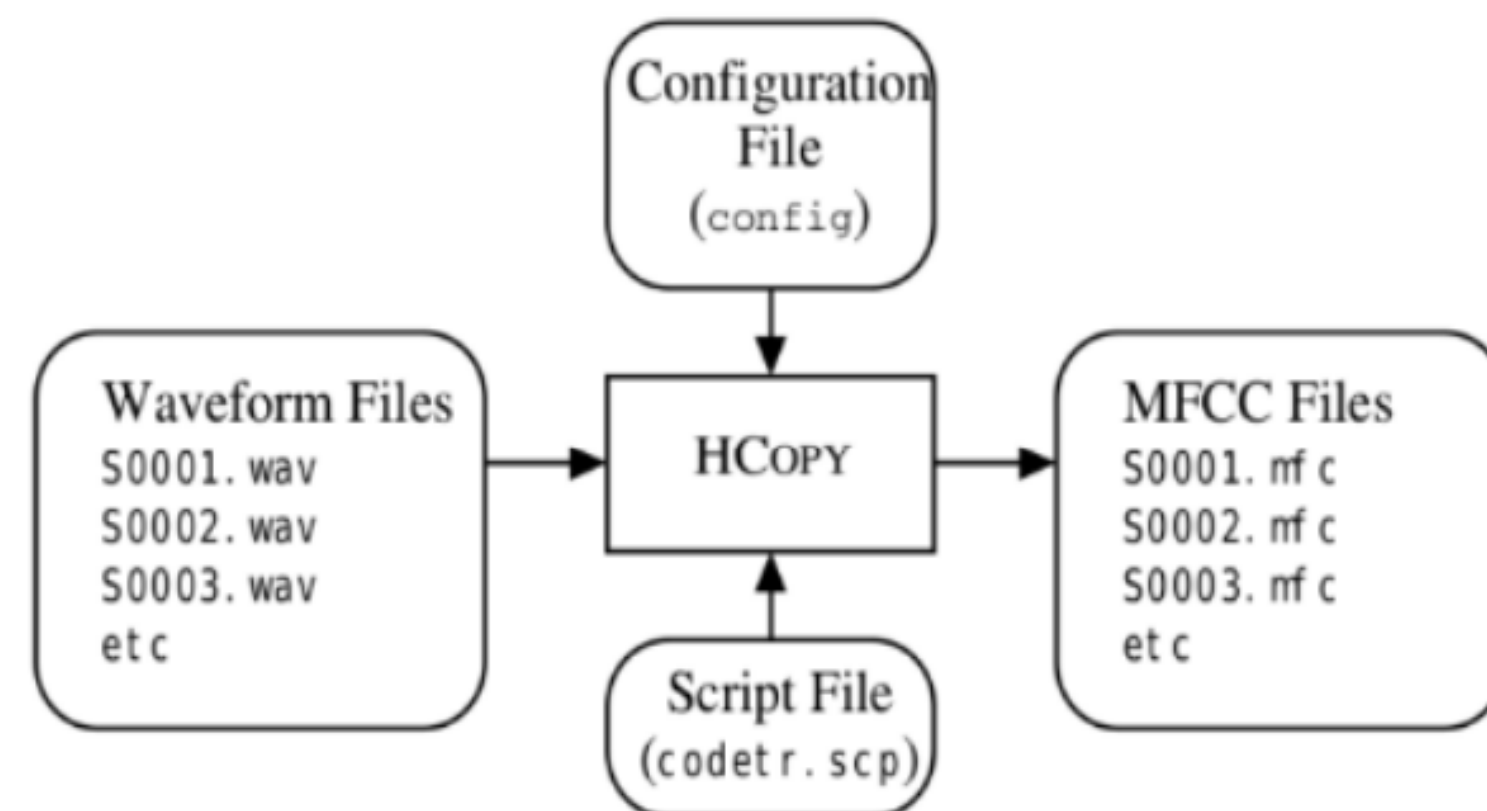 Configuration
File
(config)
Waveform Files
S0001.wav
S0002.wav
S0003.wav
etc
HCOPY
MFCC Files
S0001.mfc
S0002.mfc
S0003.mfc
etc
Script File
(codetr.scp)